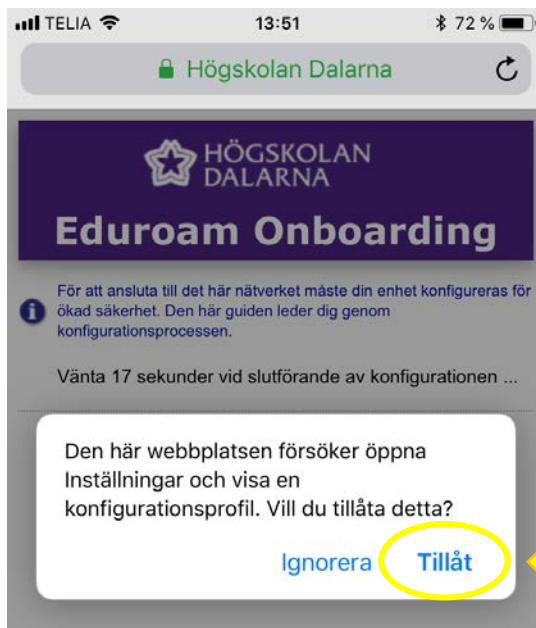 TELIA 13:51 72 %
Högskolan Dalarna
HÖGSKOLAN
DALARNA
Eduroam Onboarding
För att ansluta till det här nätverket måste din enhet konfigureras för
ökad säkerhet. Den här guiden leder dig genom
konfigurationsprocessen.
Vänta 17 sekunder vid slutförande av konfigurationen ...
Den här webbplatsen försöker öppna
Inställningar och visa en
konfigurationsprofil. Vill du tillåta detta?
Ignorera Tillåt